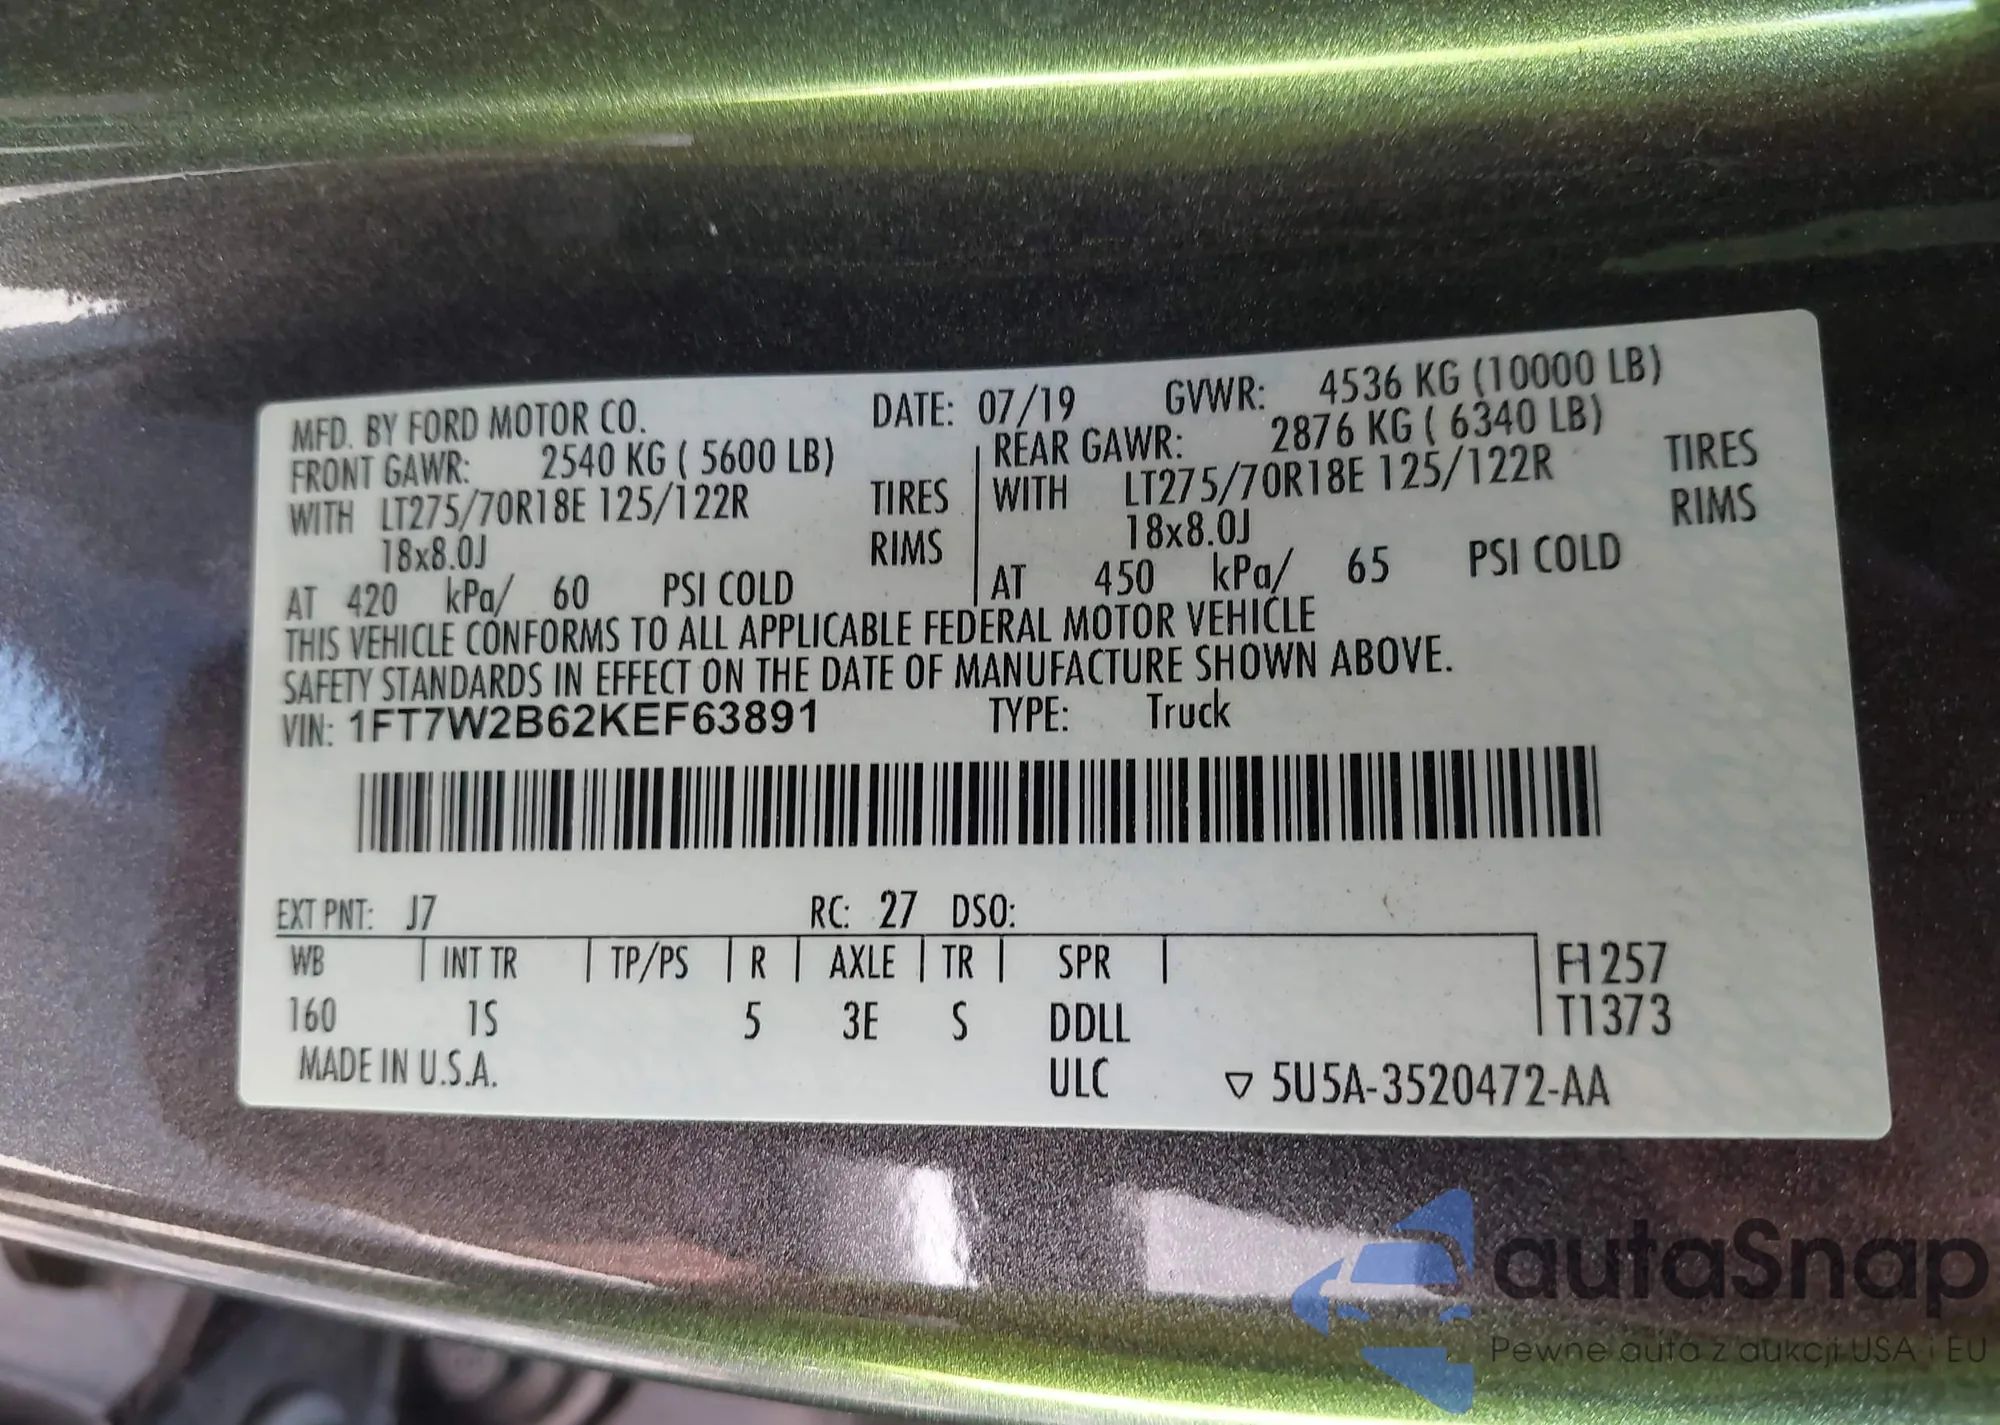 MFD. BY FORD MOTOR CO. DATE: 07/19 GVWR: 4536 KG (10000 LB)
FRONT GAWR: 2540 KG ( 5600 LB) REAR GAWR: 2876 KG ( 6340 LB)
WITH LT275/70R18E 125/122R TIRES WITH LT275/70R18E 125/122R TIRES
18x8.0J RIMS 18x8.0J RIMS
AT 420 kPa/ 60 PSI COLD AT 450 kPa/ 65 PSI COLD
THIS VEHICLE CONFORMS TO ALL APPLICABLE FEDERAL MOTOR VEHICLE
SAFETY STANDARDS IN EFFECT ON THE DATE OF MANUFACTURE SHOWN ABOVE.
VIN: 1FT7W2B62KEF63891 TYPE: Truck
EXT PNT: J7 RC: 27 DSO:
WB INT TR TP/PS R AXLE TR SPR F1257
160 1S 5 3E S DDLL T1373
MADE IN U.S.A. ULC ▽ 5U5A-3520472-AA
autaSnap
Pewne auta z aukcji USA i EU